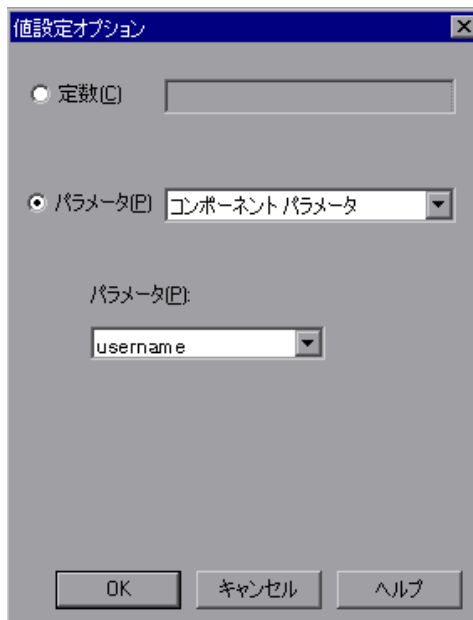 値設定オプション
定数(C)
パラメータ(P) コンポーネント パラメータ
パラメータ(P):
username
OK キャンセル ヘルプ